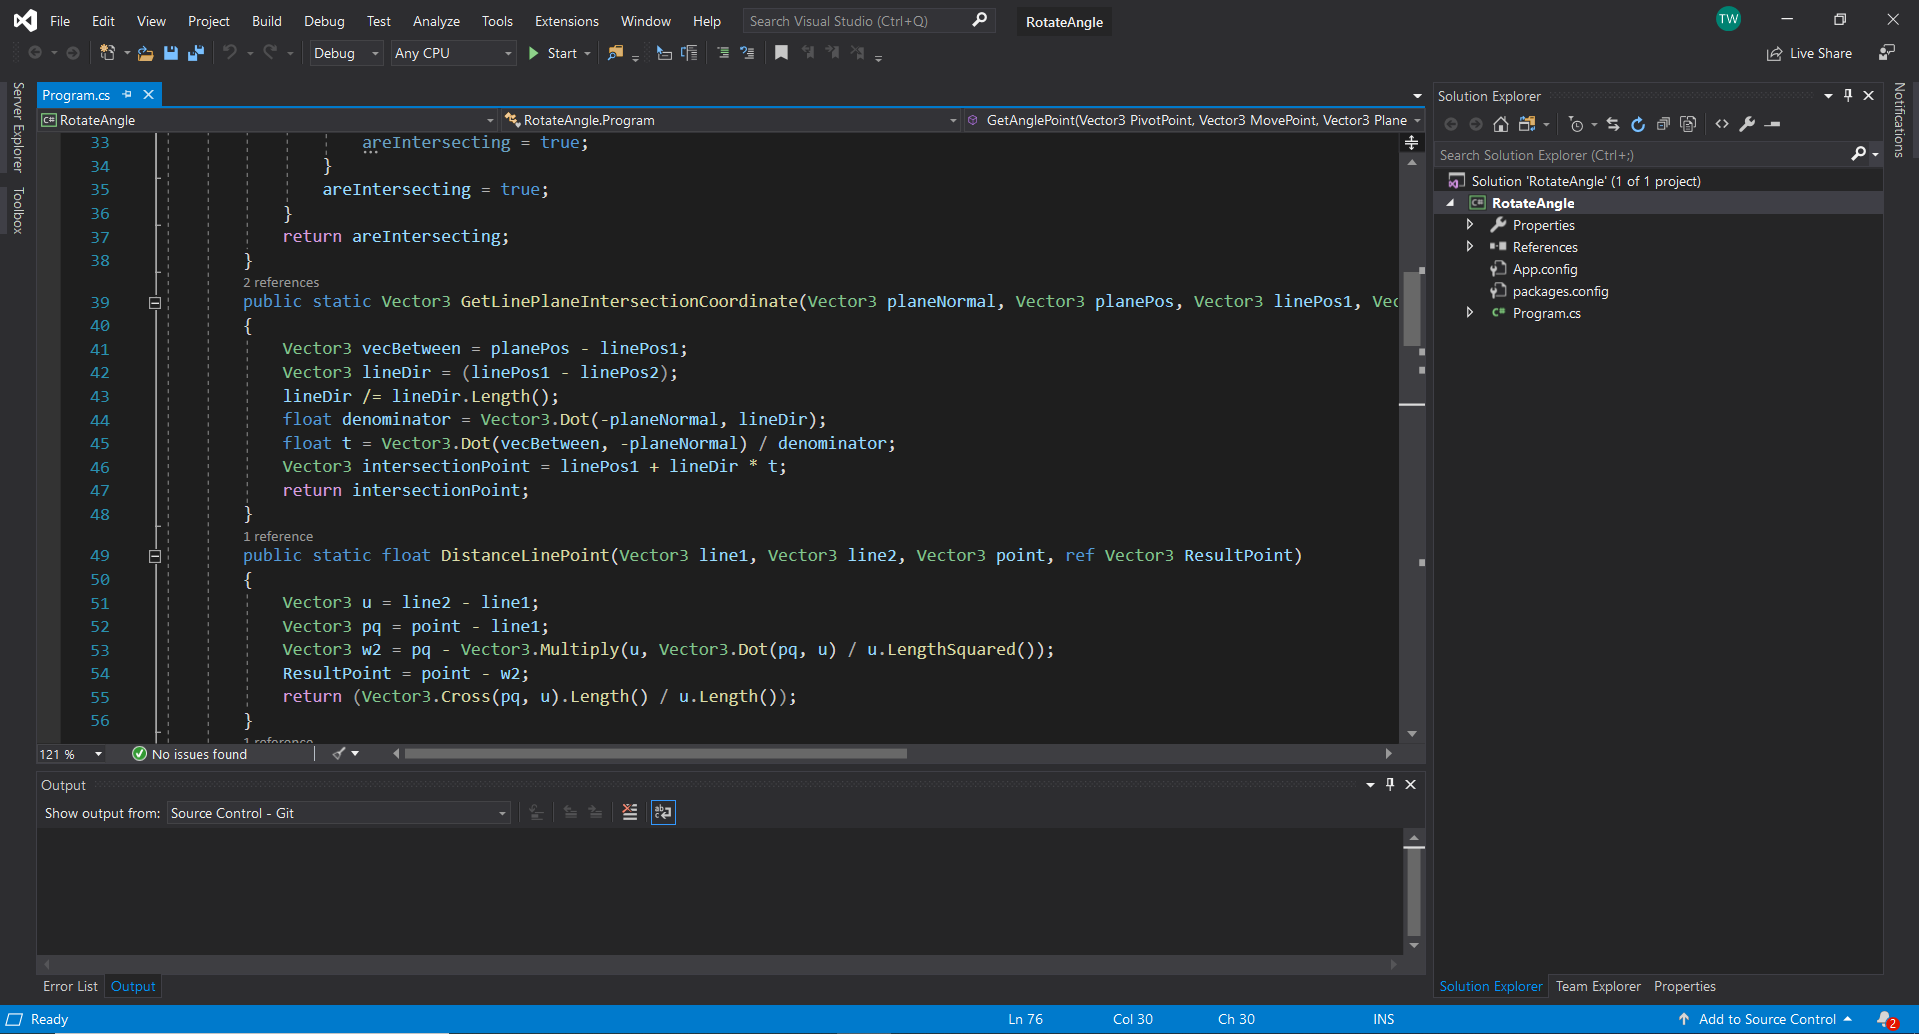 File Edit View Project Build Debug Test Analyze Tools Extensions Window Help Search Visual Studio (Ctrl+Q) RotateAngle TW
Debug Any CPU Start Live Share
Server Explorer
Toolbox
Program.cs
RotateAngle RotateAngle.Program GetAnglePoint(Vector3 PivotPoint, Vector3 MovePoint, Vector3 Plane
33 areIntersecting = true;
34 }
35 areIntersecting = true;
36 }
37 return areIntersecting;
38 }
2 references
39 public static Vector3 GetLinePlaneIntersectionCoordinate(Vector3 planeNormal, Vector3 planePos, Vector3 linePos1, Vec
40 {
41 Vector3 vecBetween = planePos - linePos1;
42 Vector3 lineDir = (linePos1 - linePos2);
43 lineDir /= lineDir.Length();
44 float denominator = Vector3.Dot(-planeNormal, lineDir);
45 float t = Vector3.Dot(vecBetween, -planeNormal) / denominator;
46 Vector3 intersectionPoint = linePos1 + lineDir * t;
47 return intersectionPoint;
48 }
1 reference
49 public static float DistanceLinePoint(Vector3 line1, Vector3 line2, Vector3 point, ref Vector3 ResultPoint)
50 {
51 Vector3 u = line2 - line1;
52 Vector3 pq = point - line1;
53 Vector3 w2 = pq - Vector3.Multiply(u, Vector3.Dot(pq, u) / u.LengthSquared());
54 ResultPoint = point - w2;
55 return (Vector3.Cross(pq, u).Length() / u.Length());
56 }
1 reference
121 % No issues found
Output
Show output from: Source Control - Git
Error List Output
Solution Explorer
Search Solution Explorer (Ctrl+;)
Solution 'RotateAngle' (1 of 1 project)
C# RotateAngle
Properties
References
App.config
packages.config
C# Program.cs
Solution Explorer Team Explorer Properties
Notifications
Ready Ln 76 Col 30 Ch 30 INS Add to Source Control 2